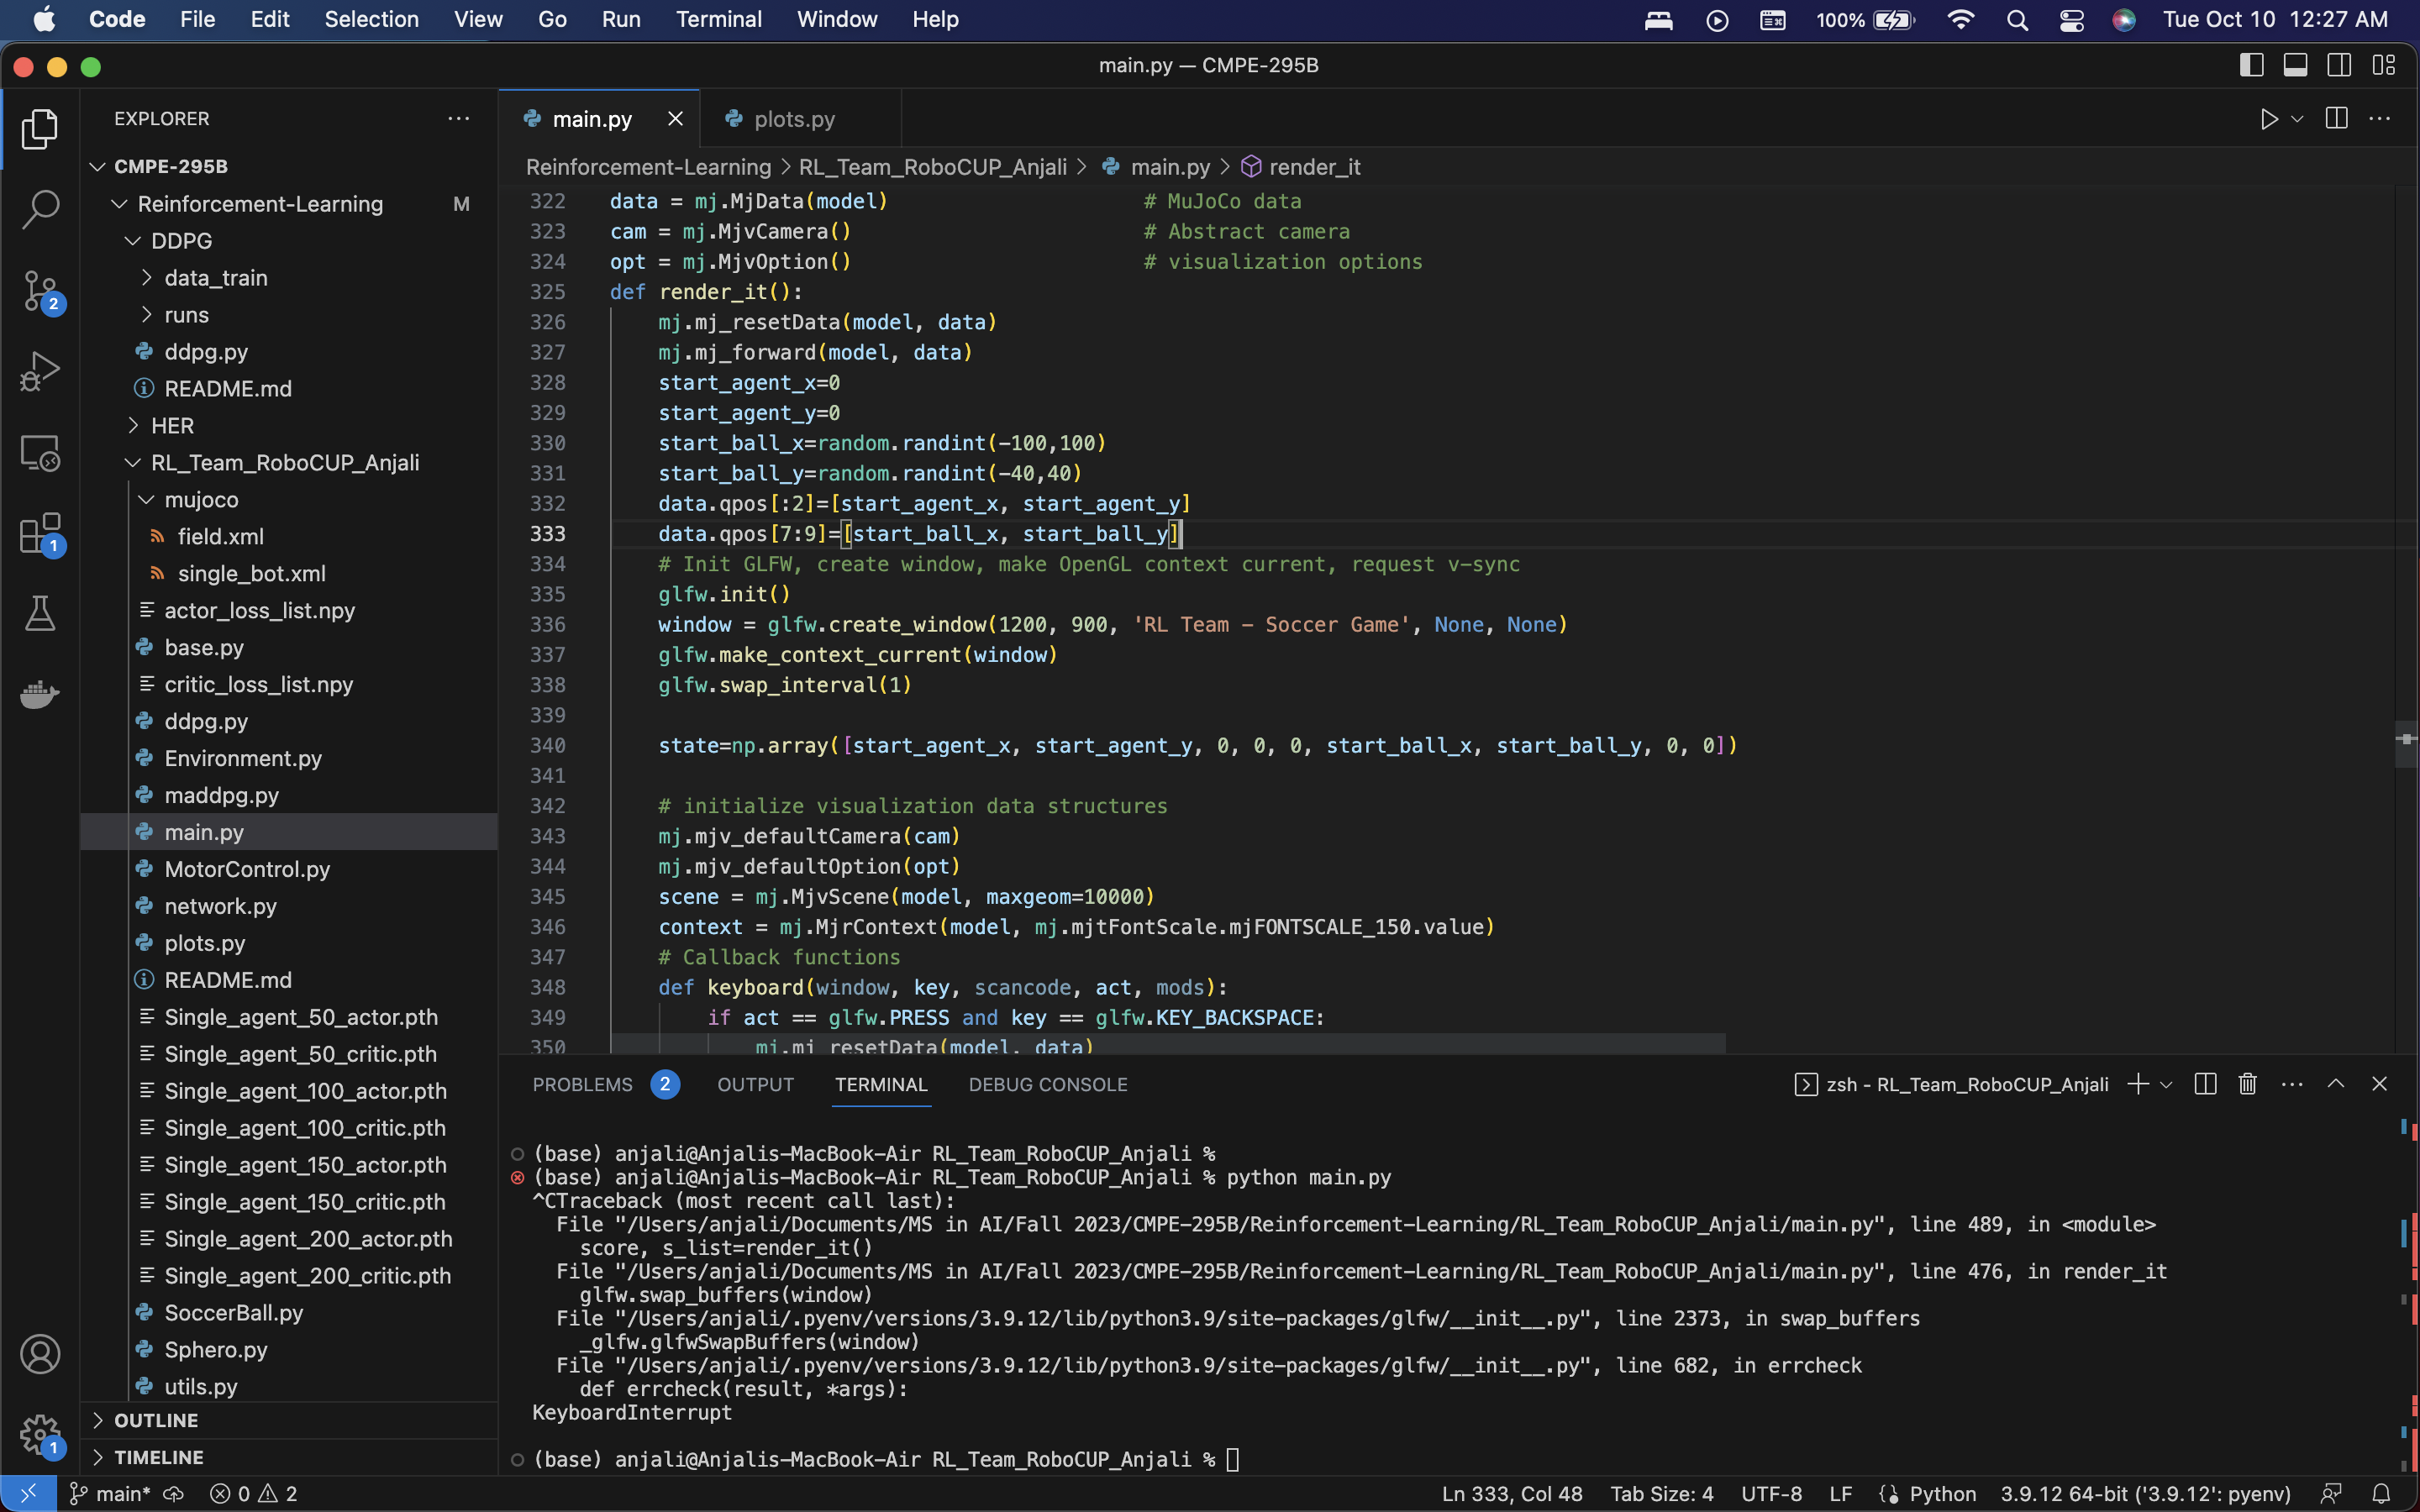 Code File Edit Selection View Go Run Terminal Window Help 100% Tue Oct 10 12:27 AM
main.py — CMPE-295B
EXPLORER
CMPE-295B
Reinforcement-Learning M
DDPG
data_train
runs
ddpg.py
README.md
HER
RL_Team_RoboCUP_Anjali
mujoco
field.xml
single_bot.xml
actor_loss_list.npy
base.py
critic_loss_list.npy
ddpg.py
Environment.py
maddpg.py
main.py
MotorControl.py
network.py
plots.py
README.md
Single_agent_50_actor.pth
Single_agent_50_critic.pth
Single_agent_100_actor.pth
Single_agent_100_critic.pth
Single_agent_150_actor.pth
Single_agent_150_critic.pth
Single_agent_200_actor.pth
Single_agent_200_critic.pth
SoccerBall.py
Sphero.py
utils.py
OUTLINE
TIMELINE
2
1
1
main.py plots.py
Reinforcement-Learning > RL_Team_RoboCUP_Anjali > main.py > render_it
322 data = mj.MjData(model) # MuJoCo data
323 cam = mj.MjvCamera() # Abstract camera
324 opt = mj.MjvOption() # visualization options
325 def render_it():
326 mj.mj_resetData(model, data)
327 mj.mj_forward(model, data)
328 start_agent_x=0
329 start_agent_y=0
330 start_ball_x=random.randint(-100,100)
331 start_ball_y=random.randint(-40,40)
332 data.qpos[:2]=[start_agent_x, start_agent_y]
333 data.qpos[7:9]=[start_ball_x, start_ball_y]
334 # Init GLFW, create window, make OpenGL context current, request v-sync
335 glfw.init()
336 window = glfw.create_window(1200, 900, 'RL Team - Soccer Game', None, None)
337 glfw.make_context_current(window)
338 glfw.swap_interval(1)
339
340 state=np.array([start_agent_x, start_agent_y, 0, 0, 0, start_ball_x, start_ball_y, 0, 0])
341
342 # initialize visualization data structures
343 mj.mjv_defaultCamera(cam)
344 mj.mjv_defaultOption(opt)
345 scene = mj.MjvScene(model, maxgeom=10000)
346 context = mj.MjrContext(model, mj.mjtFontScale.mjFONTSCALE_150.value)
347 # Callback functions
348 def keyboard(window, key, scancode, act, mods):
349 if act == glfw.PRESS and key == glfw.KEY_BACKSPACE:
350 mj.mj_resetData(model, data)
PROBLEMS 2 OUTPUT TERMINAL DEBUG CONSOLE zsh - RL_Team_RoboCUP_Anjali
(base) anjali@Anjalis-MacBook-Air RL_Team_RoboCUP_Anjali %
(base) anjali@Anjalis-MacBook-Air RL_Team_RoboCUP_Anjali % python main.py
^CTraceback (most recent call last):
File "/Users/anjali/Documents/MS in AI/Fall 2023/CMPE-295B/Reinforcement-Learning/RL_Team_RoboCUP_Anjali/main.py", line 489, in <module>
score, s_list=render_it()
File "/Users/anjali/Documents/MS in AI/Fall 2023/CMPE-295B/Reinforcement-Learning/RL_Team_RoboCUP_Anjali/main.py", line 476, in render_it
glfw.swap_buffers(window)
File "/Users/anjali/.pyenv/versions/3.9.12/lib/python3.9/site-packages/glfw/__init__.py", line 2373, in swap_buffers
_glfw.glfwSwapBuffers(window)
File "/Users/anjali/.pyenv/versions/3.9.12/lib/python3.9/site-packages/glfw/__init__.py", line 682, in errcheck
def errcheck(result, *args):
KeyboardInterrupt
(base) anjali@Anjalis-MacBook-Air RL_Team_RoboCUP_Anjali %
main* 0 2 Ln 333, Col 48 Tab Size: 4 UTF-8 LF Python 3.9.12 64-bit ('3.9.12': pyenv)